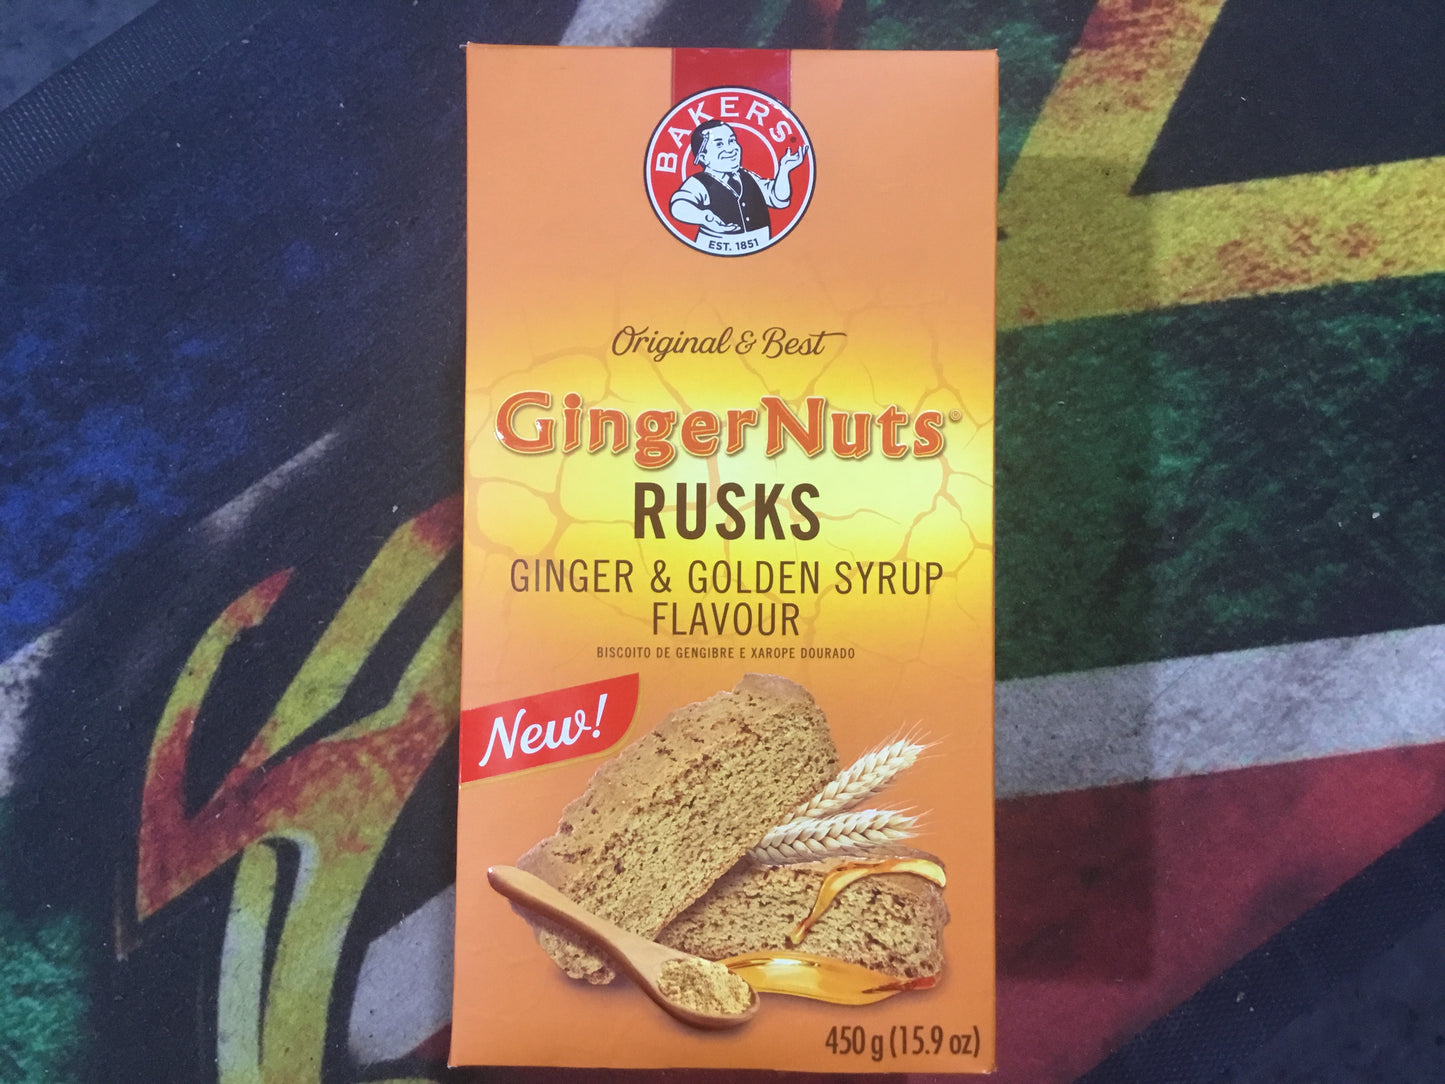 BAKERS
EST. 1851
Original & Best
GingerNuts®
RUSKS
GINGER & GOLDEN SYRUP
FLAVOUR
BISCOITO DE GENGIBRE E XAROPE DOURADO
New!
450 g (15.9 oz)